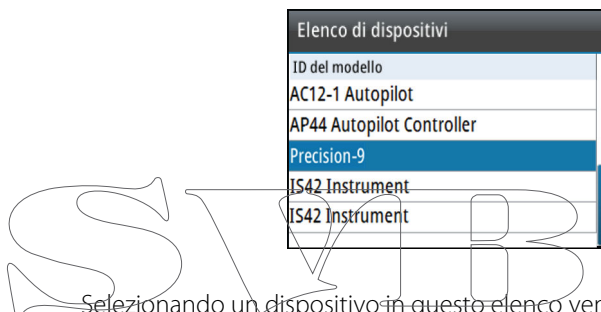 Elenco di dispositivi
ID del modello
AC12-1 Autopilot
AP44 Autopilot Controller
Precision-9
IS42 Instrument
IS42 Instrument
SVB
Selezionando un dispositivo in questo elenco